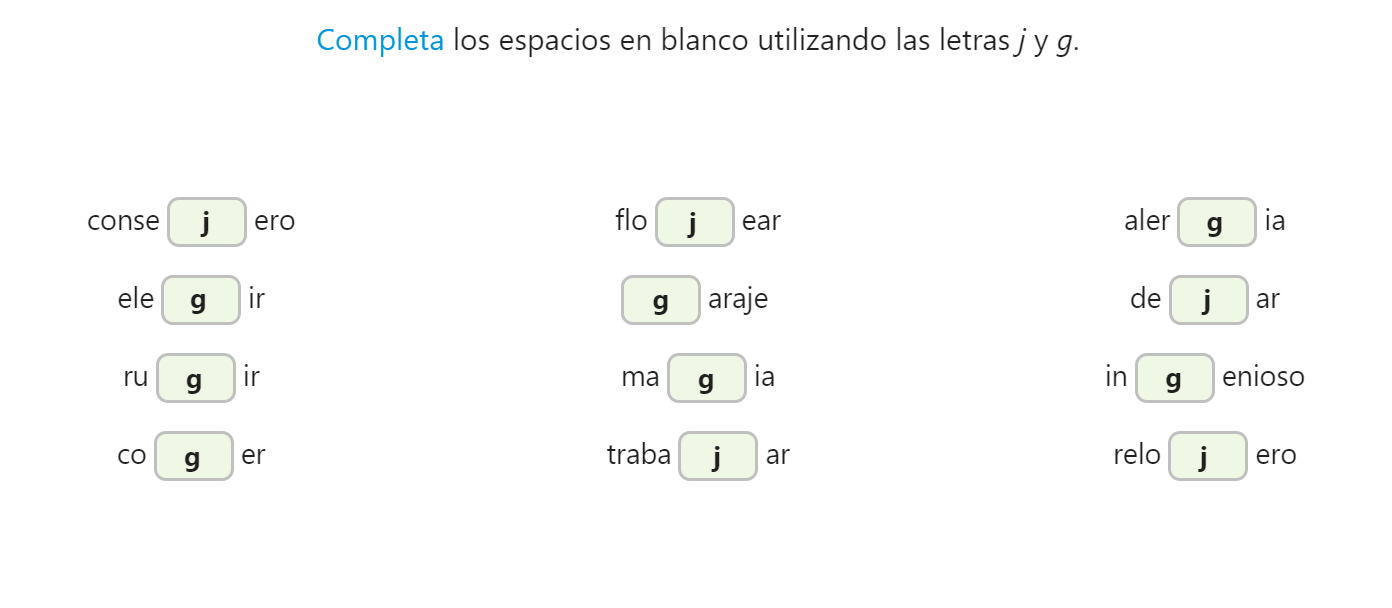 Completa los espacios en blanco utilizando las letras j y g.
conse j ero flo j ear aler g ia
ele g ir g araje de j ar
ru g ir ma g ia in g enioso
co g er traba j ar relo j ero